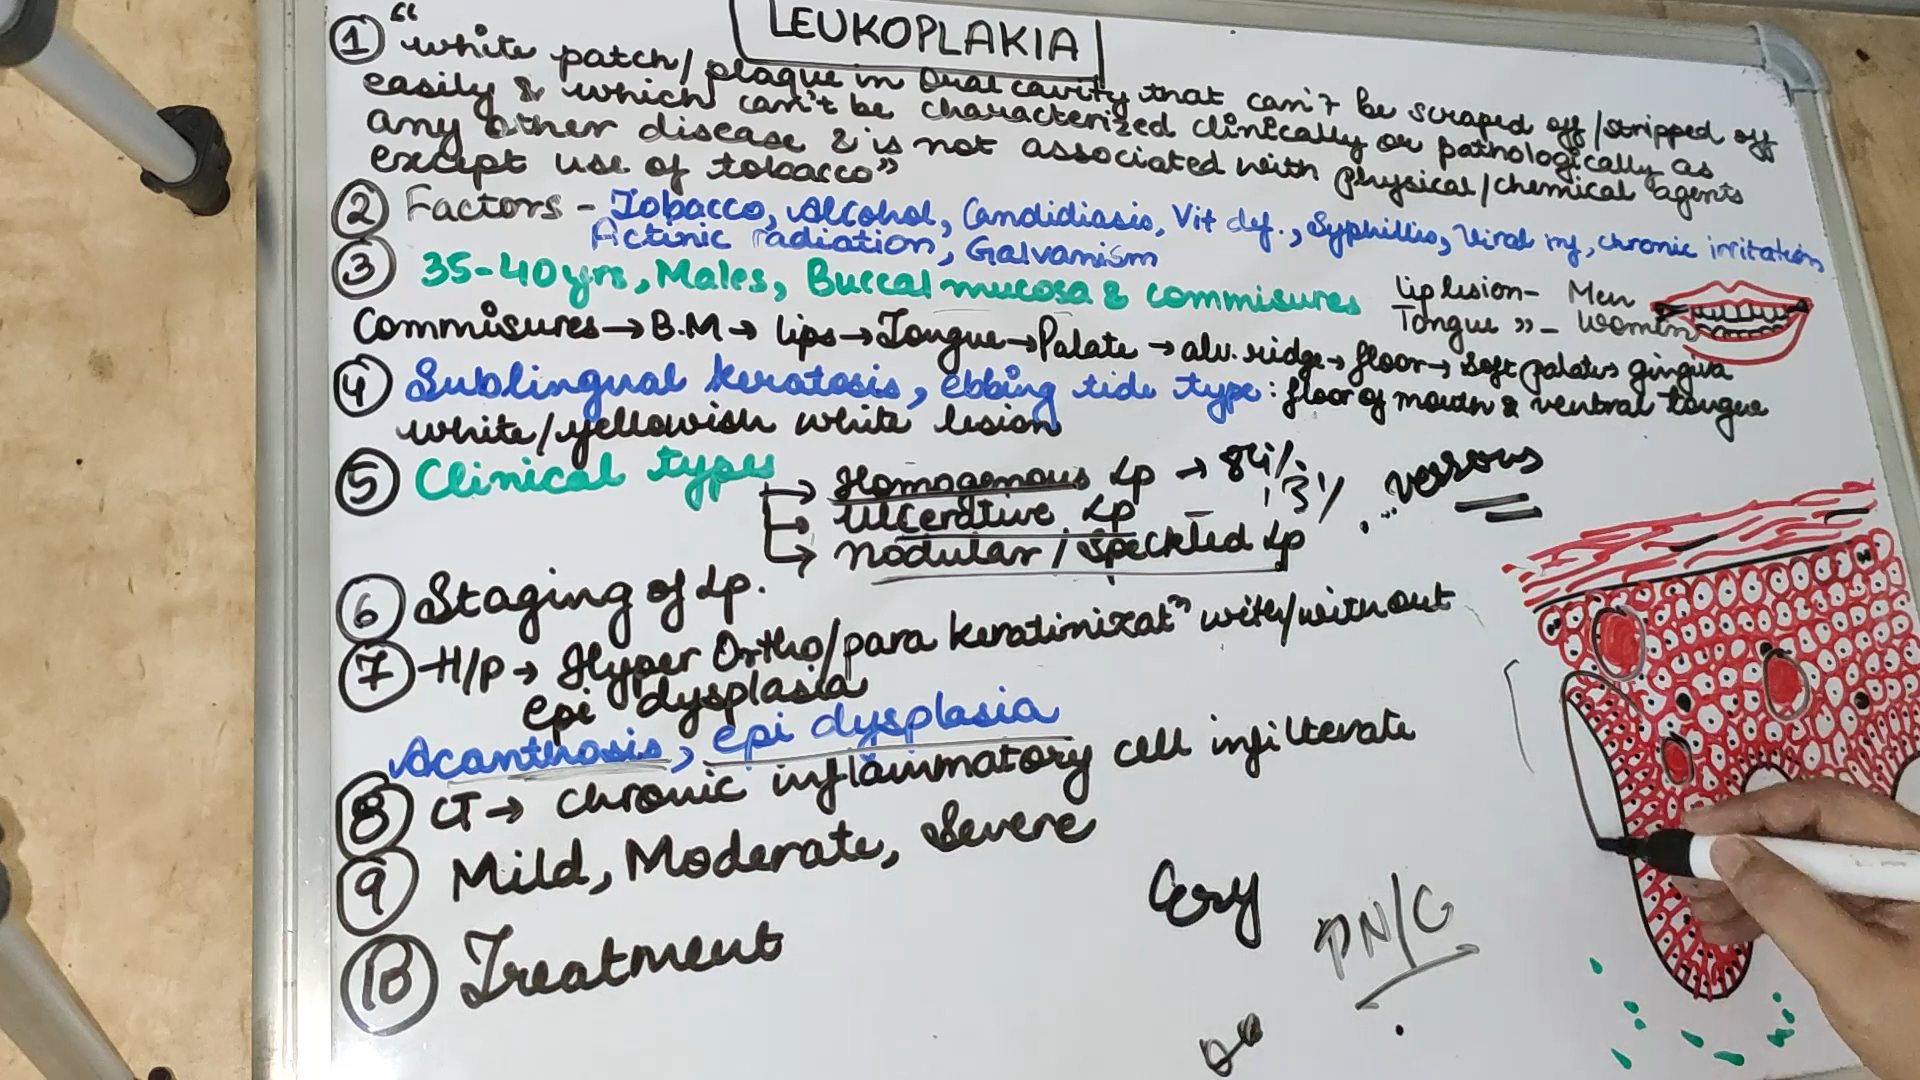 LEUKOPLAKIA
① "white patch/plaque in oral cavity that can't be scraped off/stripped off
easily & which can't be characterized clinically or pathologically as
any other disease & is not associated with physical/chemical agents
except use of tobacco"
② Factors - Tobacco, Alcohol, Candidiasis, Vit def., Syphillis, Viral inf, chronic irritation
Actinic radiation, Galvanism
③ 35-40yrs, Males, Buccal mucosa & commisures
Lip lesion - Men
Tongue " - Women
Commisures → B.M → lips → Tongue → Palate → alv. ridge → floor → soft palate & gingiva
④ Sublingual keratosis, ebbing tide type: floor of mouth & ventral tongue
white/yellowish white lesion
⑤ Clinical types
→ Homogenous Lp → 84%
→ Ulcerative Lp - 13%
→ Nodular / Speckled Lp
⑥ Staging of Lp.
⑦ H/P → Hyper Ortho/para keratinizatⁿ with/without
epi dysplasia
Acanthosis, epi dysplasia
⑧ CT → chronic inflammatory cell infilterate
⑨ Mild, Moderate, Severe
⑩ Treatment
↑N/C